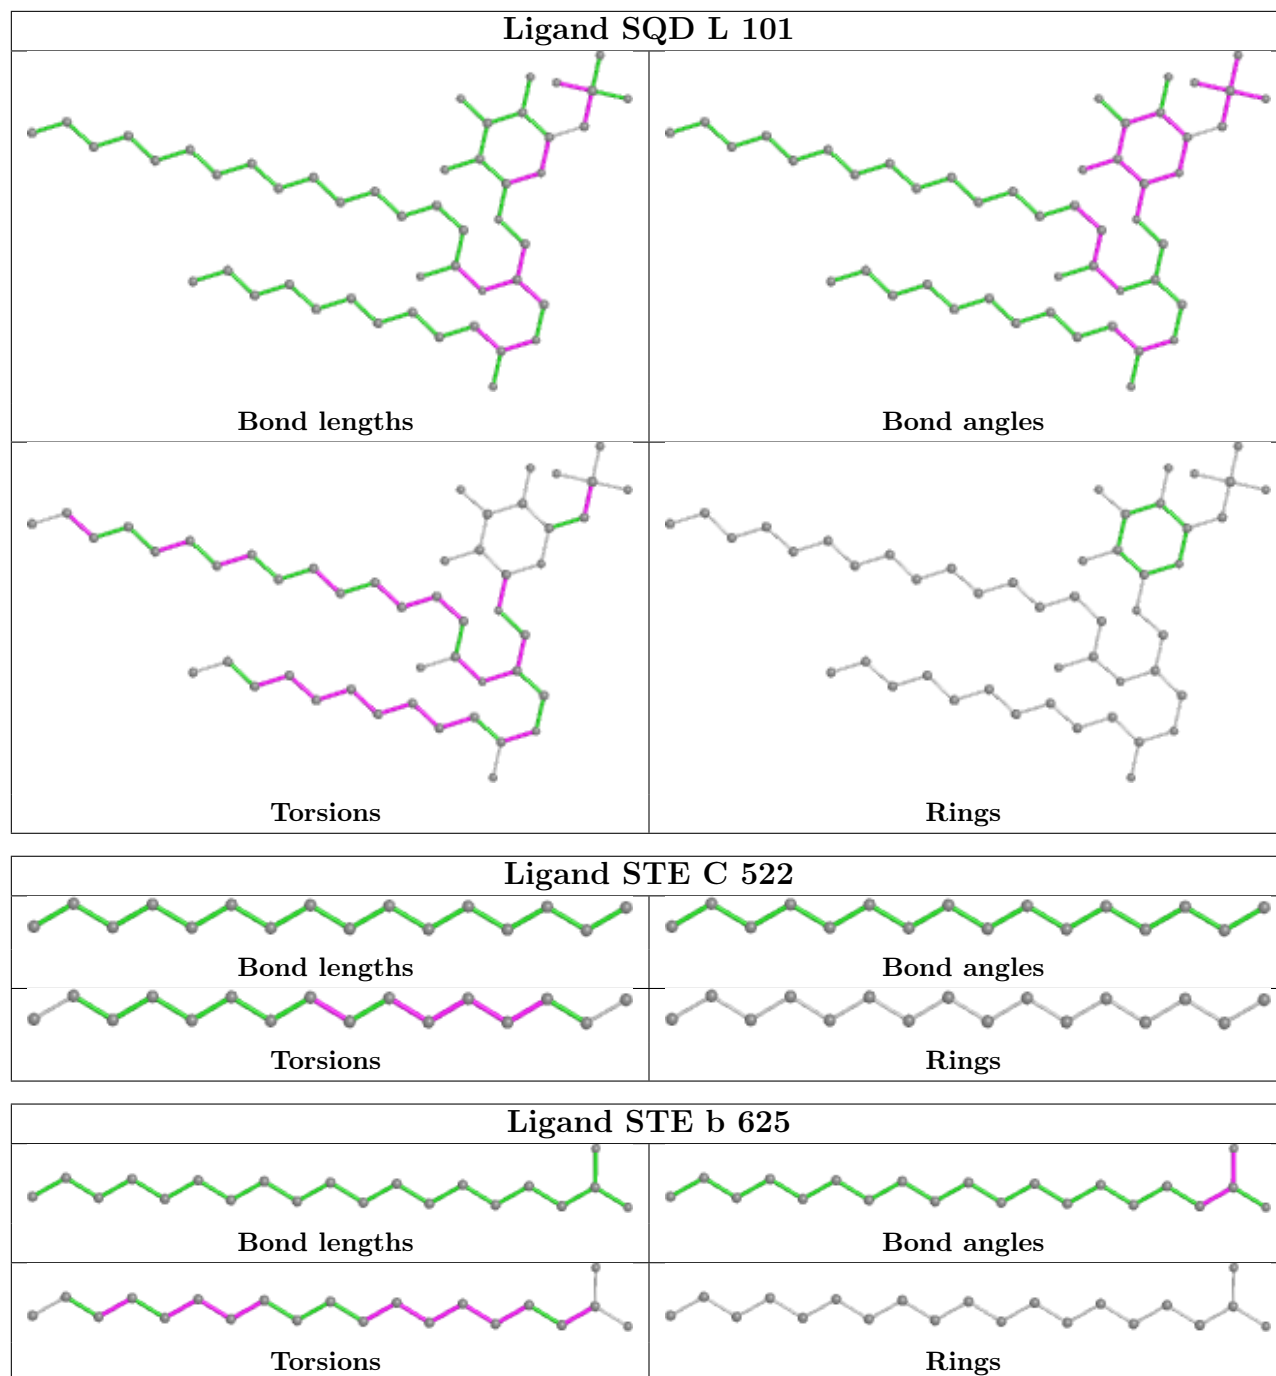 Ligand SQD L 101
Bond lengths
Bond angles
Torsions
Rings
Ligand STE C 522
Bond lengths
Bond angles
Torsions
Rings
Ligand STE b 625
Bond lengths
Bond angles
Torsions
Rings